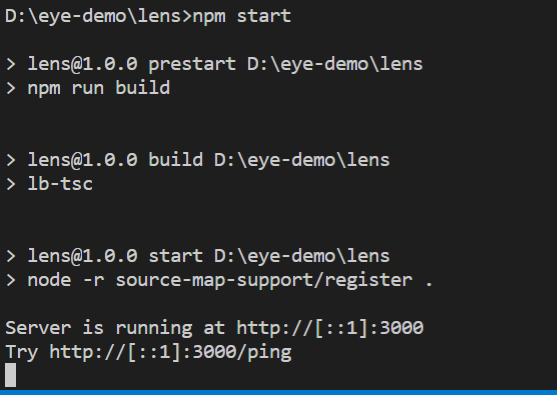 D:\eye-demo\lens>npm start
> lens@1.0.0 prestart D:\eye-demo\lens
> npm run build
> lens@1.0.0 build D:\eye-demo\lens
> lb-tsc
> lens@1.0.0 start D:\eye-demo\lens
> node -r source-map-support/register .
Server is running at http://[::1]:3000
Try http://[::1]:3000/ping